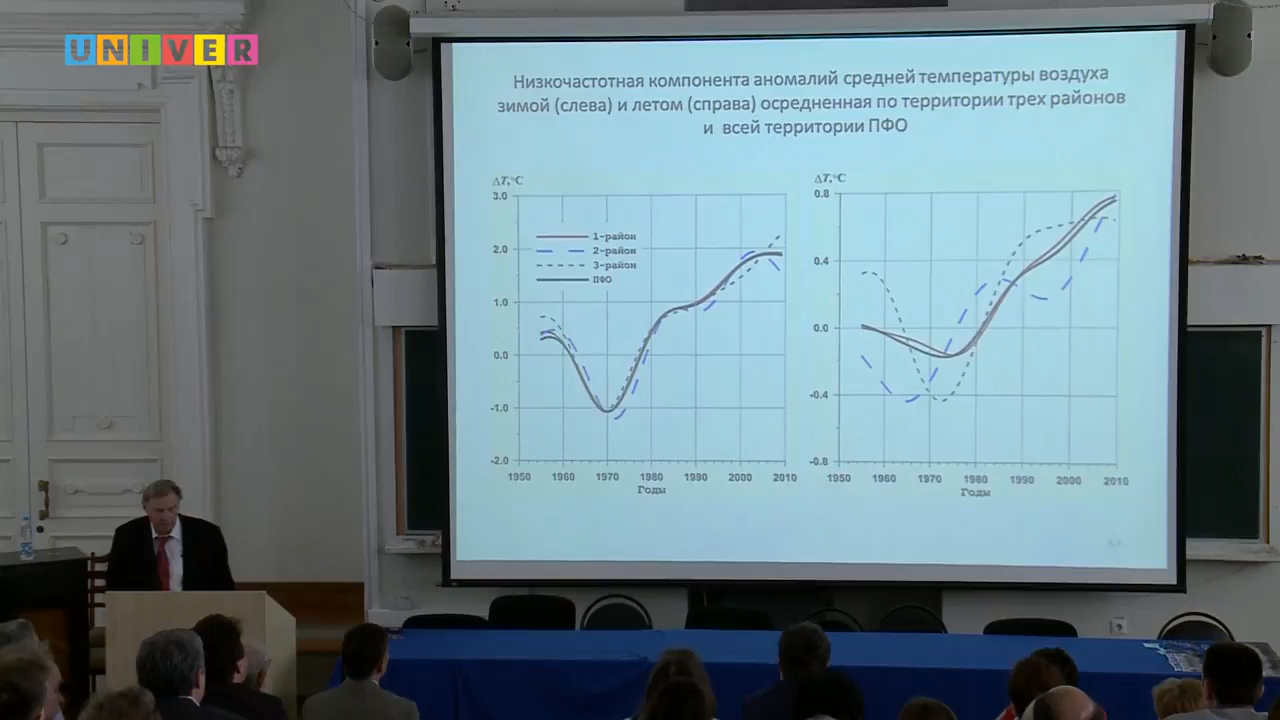 UNIVER
Низкочастотная компонента аномалий средней температуры воздуха
зимой (слева) и летом (справа) осредненная по территории трех районов
и всей территории ПФО
ΔT,°C
3.0
2.0
1.0
0.0
-1.0
-2.0
1-район
2-район
3-район
ПФО
1950 1960 1970 1980 1990 2000 2010
Годы
ΔT,°C
0.8
0.4
0.0
-0.4
-0.8
1950 1960 1970 1980 1990 2000 2010
Годы